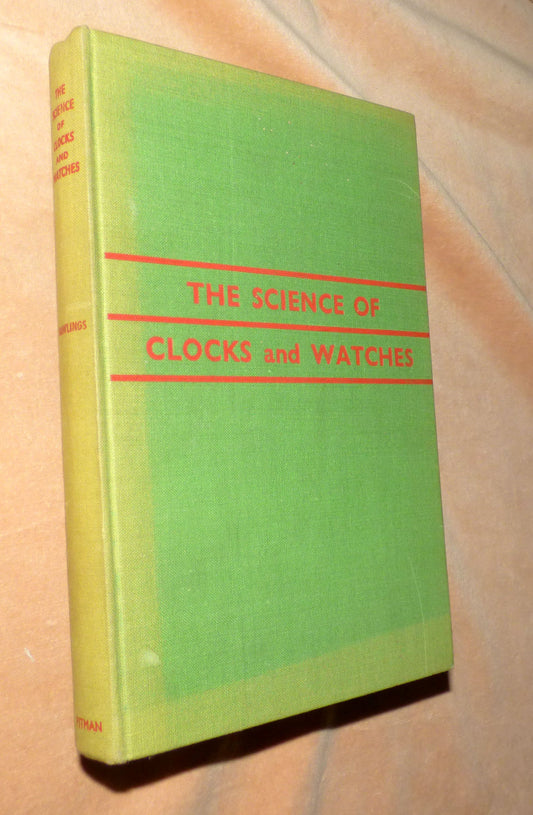 THE SCIENCE OF
CLOCKS and WATCHES
THE
SCIENCE
OF
CLOCKS
AND
WATCHES
RAWLINGS
PITMAN